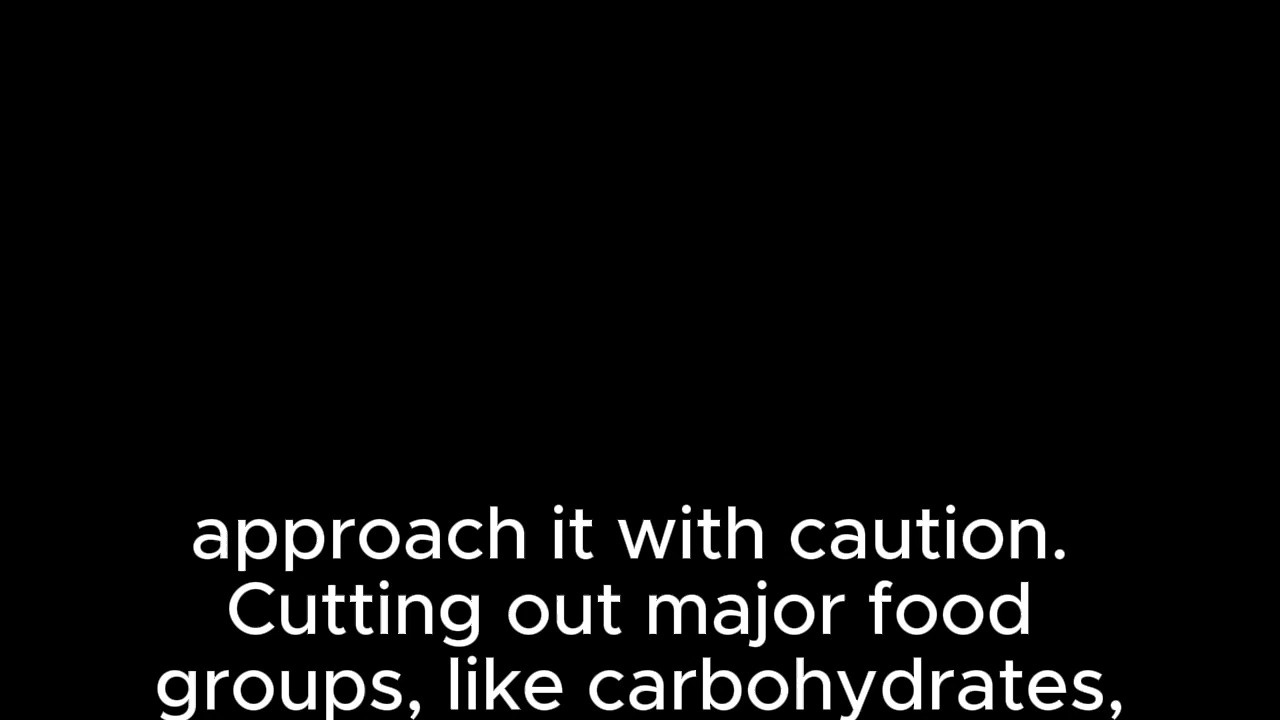 approach it with caution.
Cutting out major food
groups, like carbohydrates,